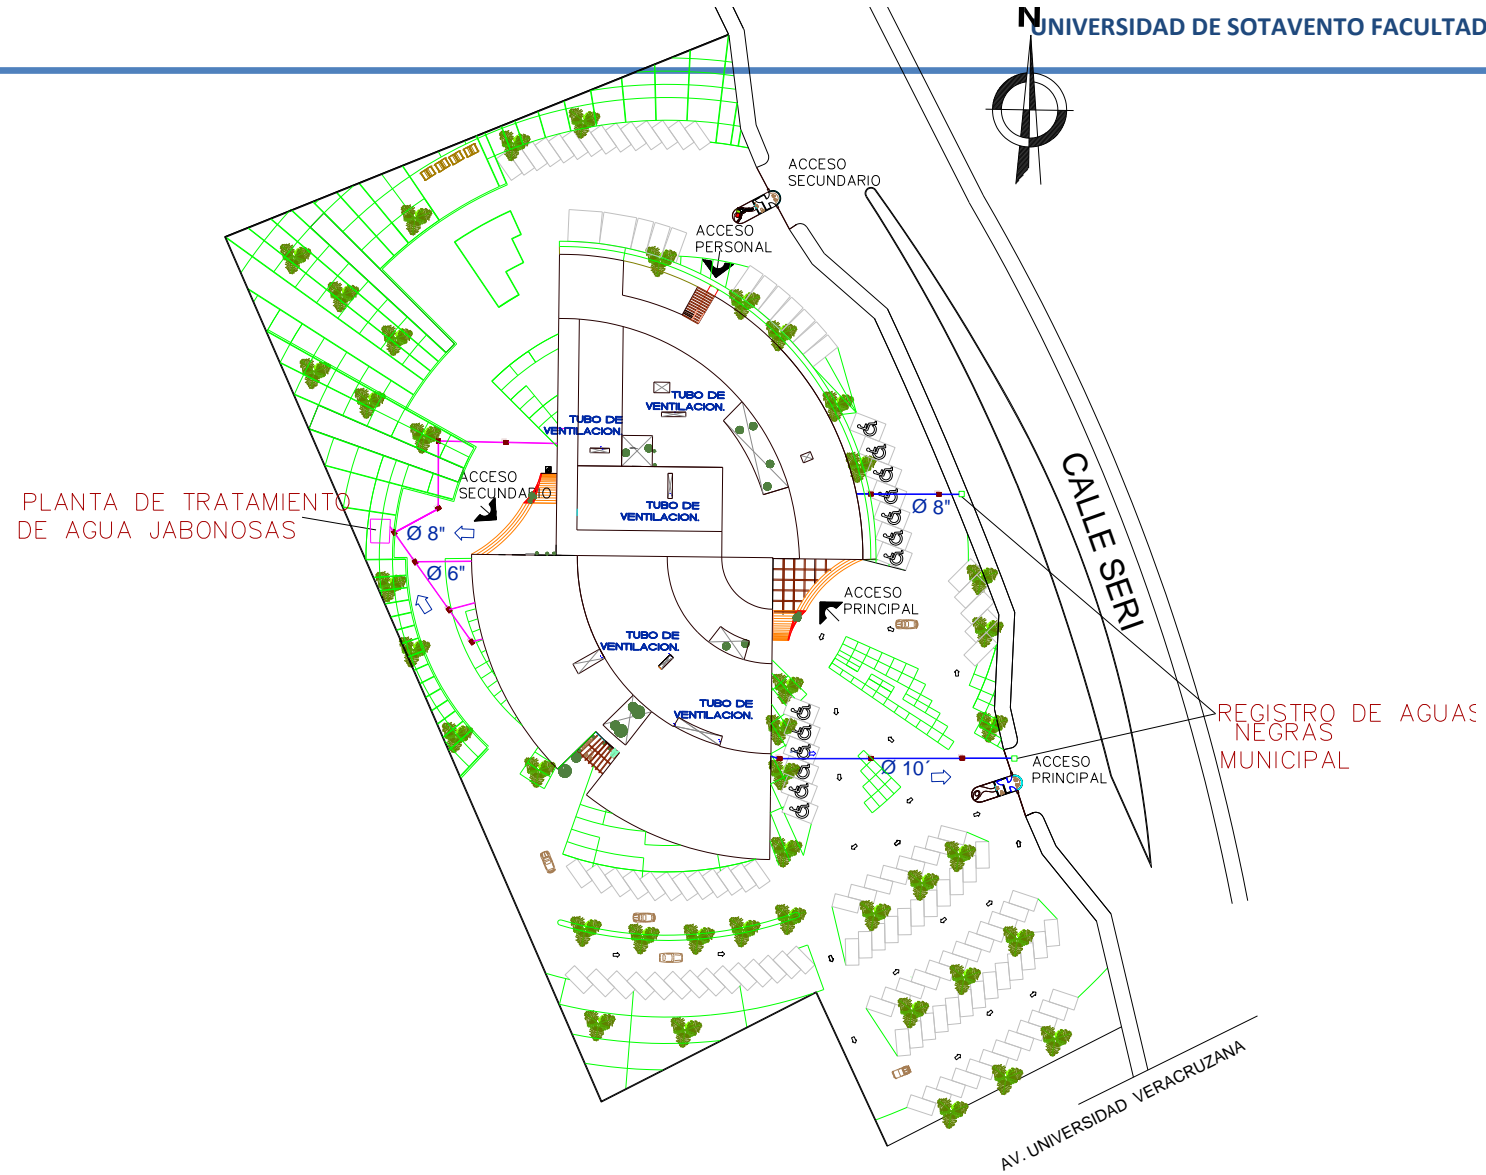 N
UNIVERSIDAD DE SOTAVENTO FACULTAD
ACCESO
SECUNDARIO
ACCESO
PERSONAL
TUBO DE
VENTILACION.
TUBO DE
VENTILACION.
ACCESO
SECUNDARIO
PLANTA DE TRATAMIENTO
DE AGUA JABONOSAS
Ø 8"
TUBO DE
VENTILACION.
Ø 8"
CALLE SERI
Ø 6"
ACCESO
PRINCIPAL
TUBO DE
VENTILACION.
TUBO DE
VENTILACION.
REGISTRO DE AGUAS
NEGRAS
MUNICIPAL
Ø 10´
ACCESO
PRINCIPAL
AV. UNIVERSIDAD VERACRUZANA